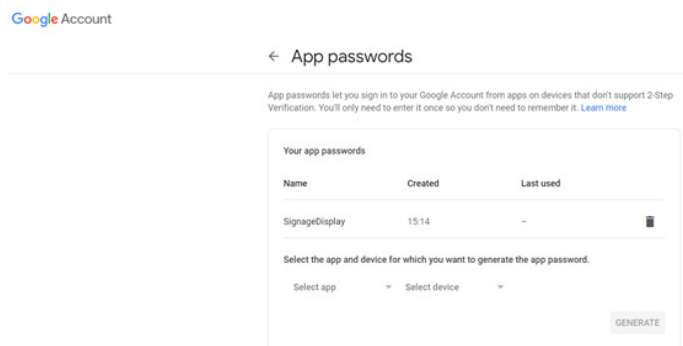 Google Account
← App passwords
App passwords let you sign in to your Google Account from apps on devices that don't support 2-Step
Verification. You'll only need to enter it once so you don't need to remember it. Learn more
Your app passwords
Name Created Last used
SignageDisplay 15:14 –
Select the app and device for which you want to generate the app password.
Select app Select device
GENERATE